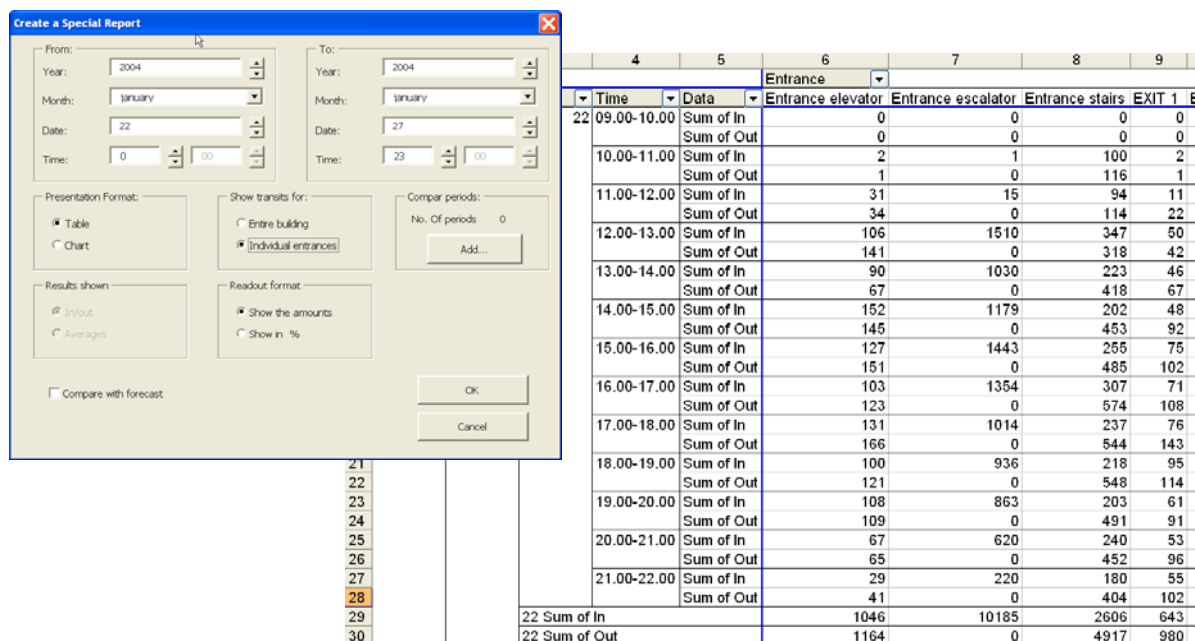 Create a Special Report
From: To:
Year: 2004 Year: 2004
Month: january Month: january
Date: 22 Date: 27
Time: 0 00 Time: 23 00
Presentation Format: Show transits for: Compar periods:
Table Entire building No. Of periods 0
Chart Individual entrances Add...
Results shown Readout format
In/out Show the amounts
Averages Show in %
Compare with forecast OK
Cancel
4 5 6 7 8 9
Entrance
Time Data Entrance elevator Entrance escalator Entrance stairs EXIT 1 E
22 09.00-10.00 Sum of In 0 0 0 0
Sum of Out 0 0 0 0
10.00-11.00 Sum of In 2 1 100 2
Sum of Out 1 0 116 1
11.00-12.00 Sum of In 31 15 94 11
Sum of Out 34 0 114 22
12.00-13.00 Sum of In 106 1510 347 50
Sum of Out 141 0 318 42
13.00-14.00 Sum of In 90 1030 223 46
Sum of Out 67 0 418 67
14.00-15.00 Sum of In 152 1179 202 48
Sum of Out 145 0 453 92
15.00-16.00 Sum of In 127 1443 255 75
Sum of Out 151 0 485 102
16.00-17.00 Sum of In 103 1354 307 71
Sum of Out 123 0 574 108
17.00-18.00 Sum of In 131 1014 237 76
Sum of Out 166 0 544 143
21 18.00-19.00 Sum of In 100 936 218 95
22 Sum of Out 121 0 548 114
23 19.00-20.00 Sum of In 108 863 203 61
24 Sum of Out 109 0 491 91
25 20.00-21.00 Sum of In 67 620 240 53
26 Sum of Out 65 0 452 96
27 21.00-22.00 Sum of In 29 220 180 55
28 Sum of Out 41 0 404 102
29 22 Sum of In 1046 10185 2606 643
30 22 Sum of Out 1164 0 4917 980